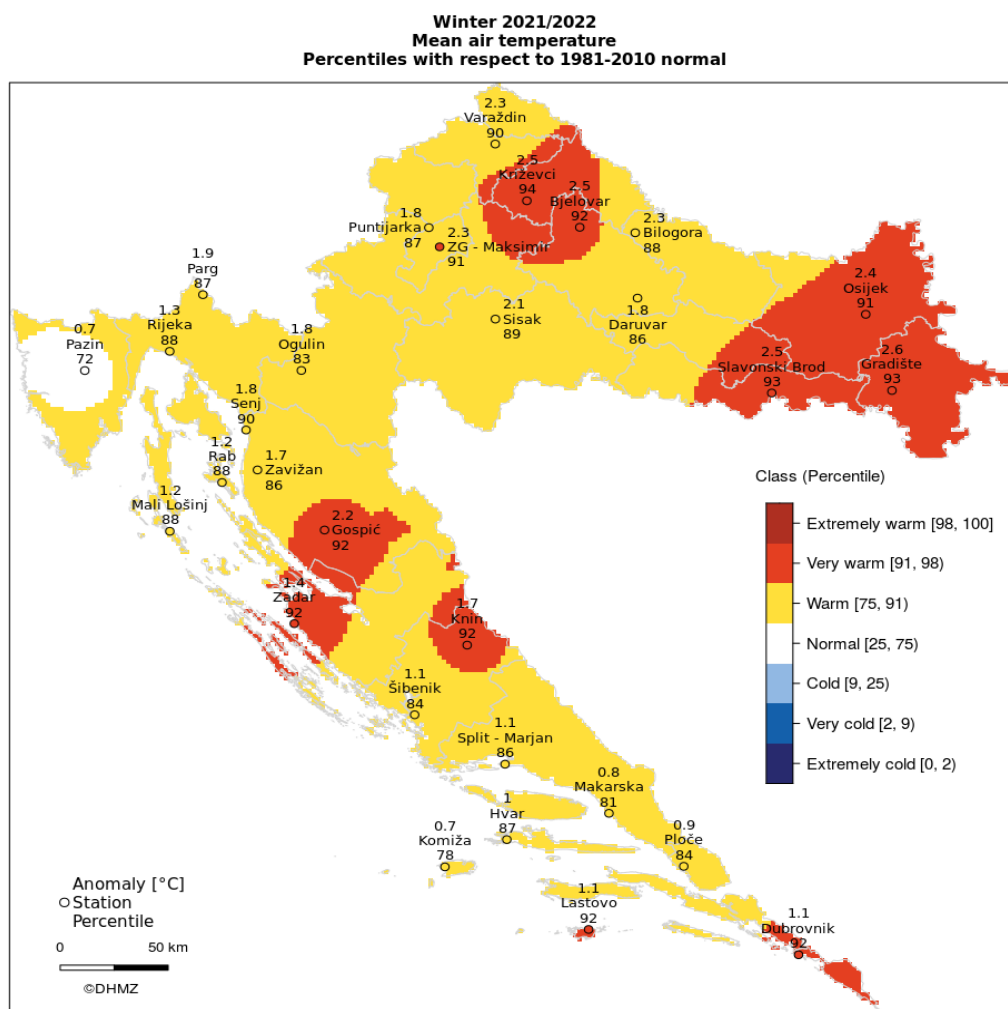 Winter 2021/2022
Mean air temperature
Percentiles with respect to 1981-2010 normal
2.3
Varaždin
90
2.5
Križevci
94
2.5
Bjelovar
92
1.8
Puntijarka
87
2.3
ZG - Maksimir
91
2.3
Bilogora
88
1.9
Parg
87
2.4
Osijek
91
1.3
Rijeka
88
0.7
Pazin
72
1.8
Ogulin
83
2.1
Sisak
89
1.8
Daruvar
86
2.5
Slavonski Brod
93
2.6
Gradište
93
1.8
Senj
90
1.2
Rab
88
1.7
Zavižan
86
1.2
Mali Lošinj
88
2.2
Gospić
92
1.4
Zadar
92
1.7
Knin
92
1.1
Šibenik
84
1.1
Split - Marjan
86
0.8
Makarska
81
1
Hvar
87
0.7
Komiža
78
0.9
Ploče
84
1.1
Lastovo
92
1.1
Dubrovnik
92
Class (Percentile)
Extremely warm [98, 100]
Very warm [91, 98)
Warm [75, 91)
Normal [25, 75)
Cold [9, 25)
Very cold [2, 9)
Extremely cold [0, 2)
Anomaly [°C]
Station
Percentile
0 50 km
©DHMZ